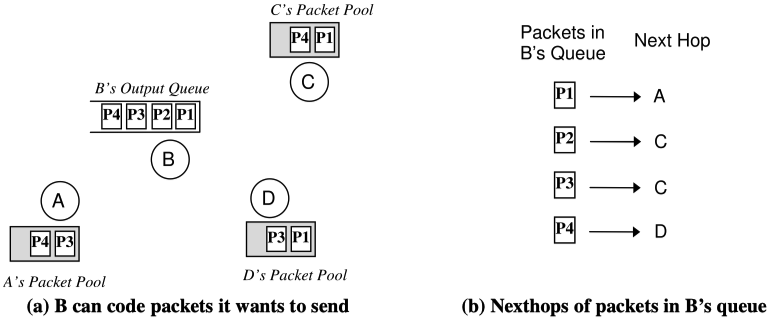 C's Packet Pool
P4 P1
C
B's Output Queue
P4 P3 P2 P1
B
A
P4 P3
A's Packet Pool
D
P3 P1
D's Packet Pool
(a) B can code packets it wants to send
Packets in
B's Queue
Next Hop
P1 A
P2 C
P3 C
P4 D
(b) Nexthops of packets in B's queue